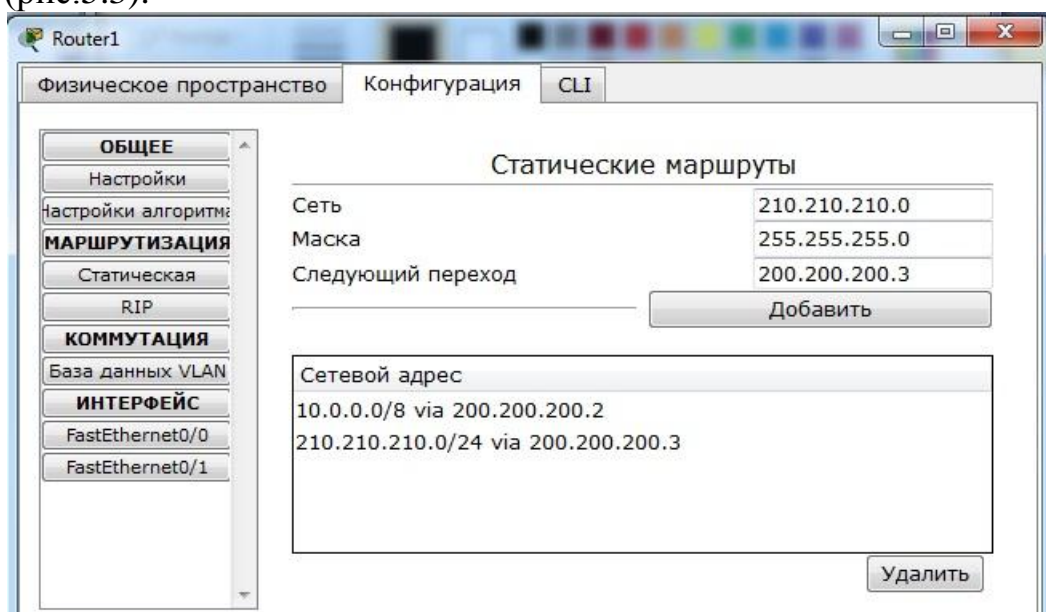 (рис.5.5).
Router1
Физическое пространство
Конфигурация
CLI
ОБЩЕЕ
Настройки
Настройки алгоритма
МАРШРУТИЗАЦИЯ
Статическая
RIP
КОММУТАЦИЯ
База данных VLAN
ИНТЕРФЕЙС
FastEthernet0/0
FastEthernet0/1
Статические маршруты
Сеть 210.210.210.0
Маска 255.255.255.0
Следующий переход 200.200.200.3
Добавить
Сетевой адрес
10.0.0.0/8 via 200.200.200.2
210.210.210.0/24 via 200.200.200.3
Удалить